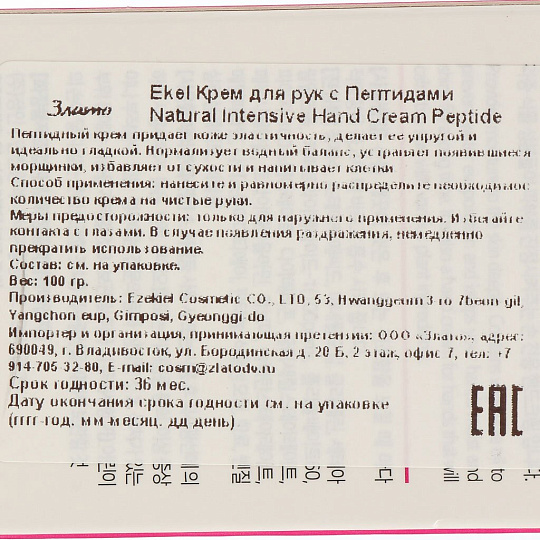 Злато
Ekel Крем для рук с Пептидами
Natural Intensive Hand Cream Peptide
Пептидный крем придает коже эластичность, делает ее упругой и
идеально гладкой. Нормализует водный баланс, устраняет появившиеся
морщинки, избавляет от сухости и напитывает клетки
Способ применения: нанесите и равномерно распределите необходимое
количество крема на чистые руки.
Меры предосторожности: только для наружнего применения. Избегайте
контакта с глазами. В случае появления раздражения, немедленно
прекратить использование.
Состав: см. на упаковке.
Вес: 100 гр.
Производитель: Ezekiel Cosmetic CO., LTD, 53, Hwanggeum 3-ro 7beon-gil,
Yangchon-eup, Gimposi, Gyeonggi-do
Импортер и организация, принимающая претензии: ООО «Злато», адрес:
690049, г. Владивосток, ул. Бородинская д. 20 Б, 2 этаж, офис 7, тел: +7
914-705 32-80, E-mail: cosm@zlatodv.ru
Срок годности: 36 мес.
Дату окончания срока годности см. на упаковке
(гггг-год, мм-месяц, дд день)
EAC